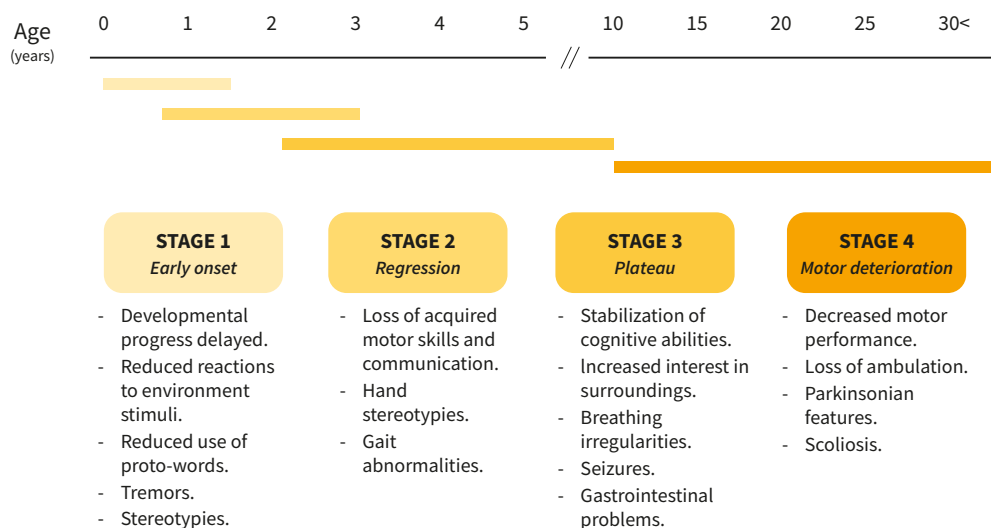 Age
(years)
0 1 2 3 4 5 // 10 15 20 25 30<
STAGE 1
Early onset
- Developmental
progress delayed.
- Reduced reactions
to environment
stimuli.
- Reduced use of
proto-words.
- Tremors.
- Stereotypies.
STAGE 2
Regression
- Loss of acquired
motor skills and
communication.
- Hand
stereotypies.
- Gait
abnormalities.
STAGE 3
Plateau
- Stabilization of
cognitive abilities.
- Increased interest in
surroundings.
- Breathing
irregularities.
- Seizures.
- Gastrointestinal
problems.
STAGE 4
Motor deterioration
- Decreased motor
performance.
- Loss of ambulation.
- Parkinsonian
features.
- Scoliosis.